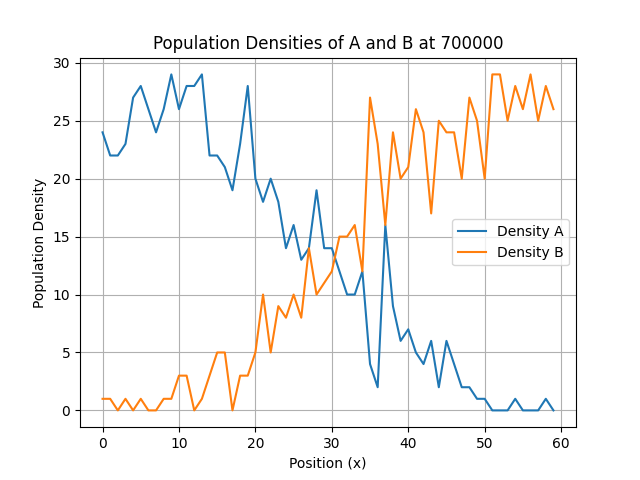 Population Densities of A and B at 700000
Population Density
30
25
20
15
10
5
0
Density A
Density B
0 10 20 30 40 50 60
Position (x)